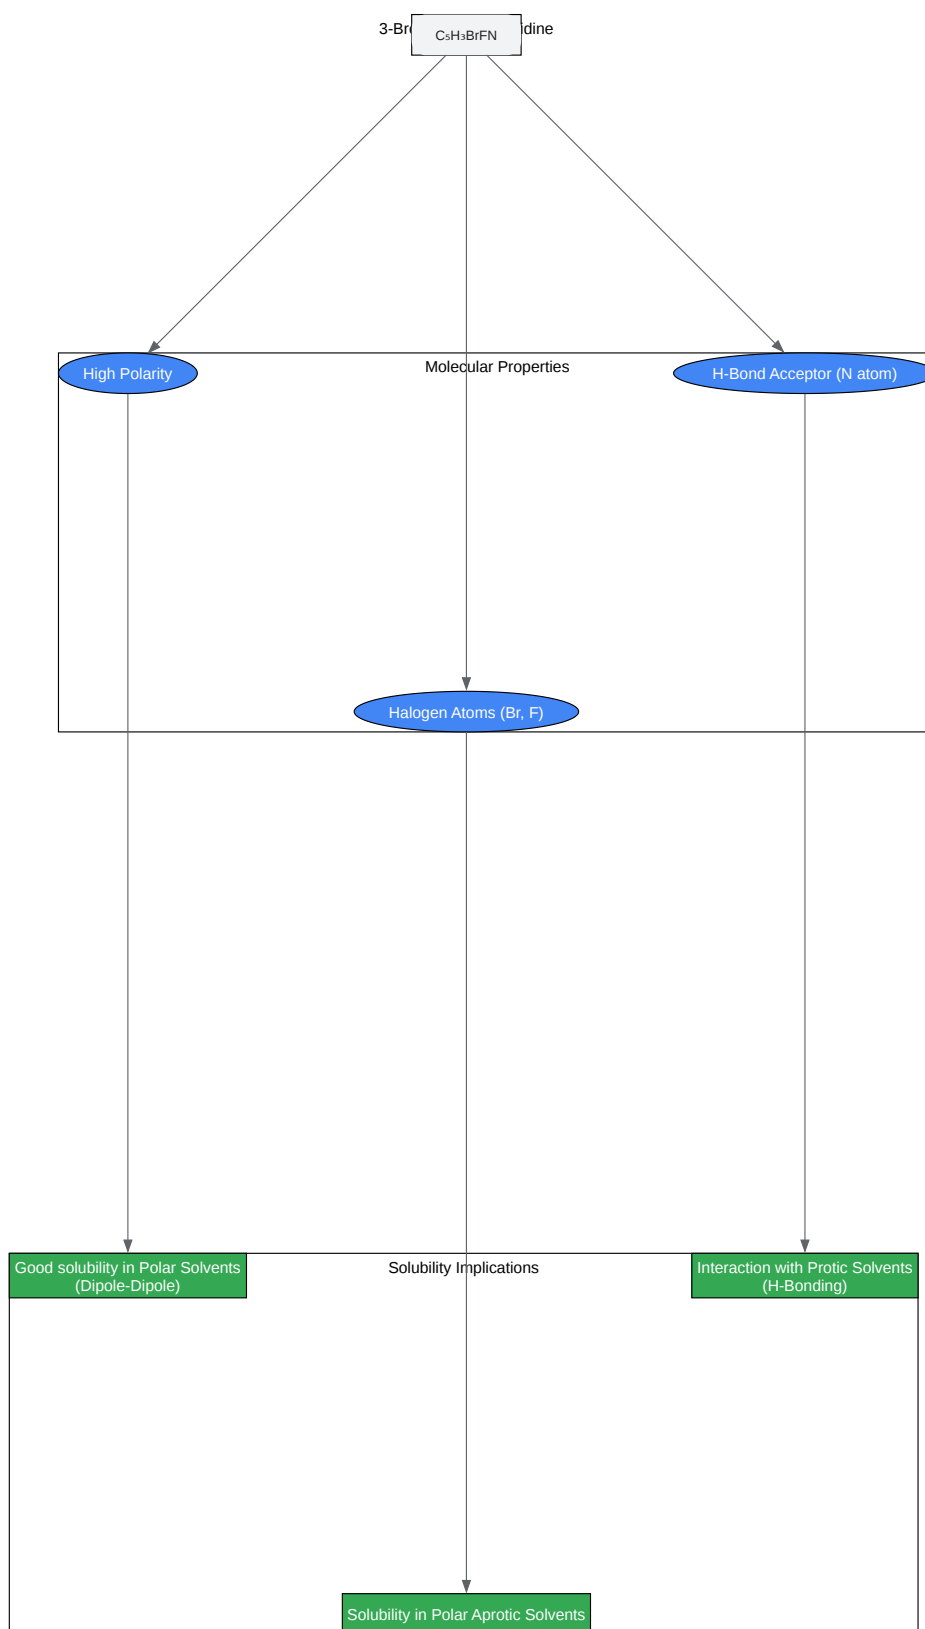 3-Br
idine
C₅H₃BrFN
High Polarity
Molecular Properties
H-Bond Acceptor (N atom)
Halogen Atoms (Br, F)
Good solubility in Polar Solvents
(Dipole-Dipole)
Solubility Implications
Interaction with Protic Solvents
(H-Bonding)
Solubility in Polar Aprotic Solvents